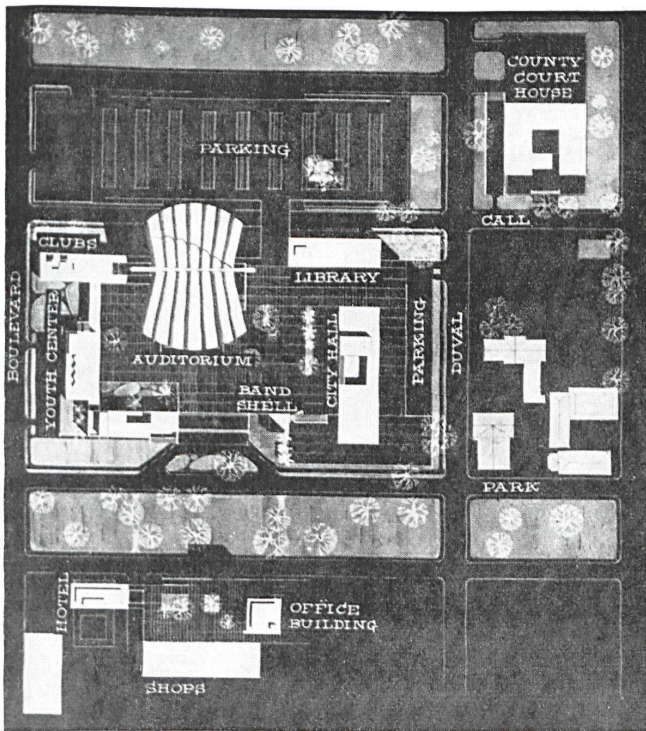 COUNTY
COURT
HOUSE
PARKING
CALL
CLUBS
LIBRARY
BOULEVARD
YOUTH CENTER
AUDITORIUM
BAND
SHELL
CITY HALL
PARKING
DUVAL
PARK
HOTEL
OFFICE
BUILDING
SHOPS